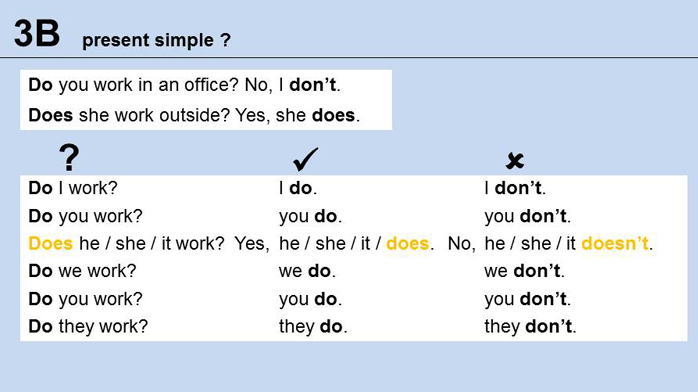 3B present simple ?
Do you work in an office? No, I don't.
Does she work outside? Yes, she does.
? ✓ ✘
Do I work? I do. I don't.
Do you work? you do. you don't.
Does he / she / it work? Yes, he / she / it / does. No, he / she / it doesn't.
Do we work? we do. we don't.
Do you work? you do. you don't.
Do they work? they do. they don't.